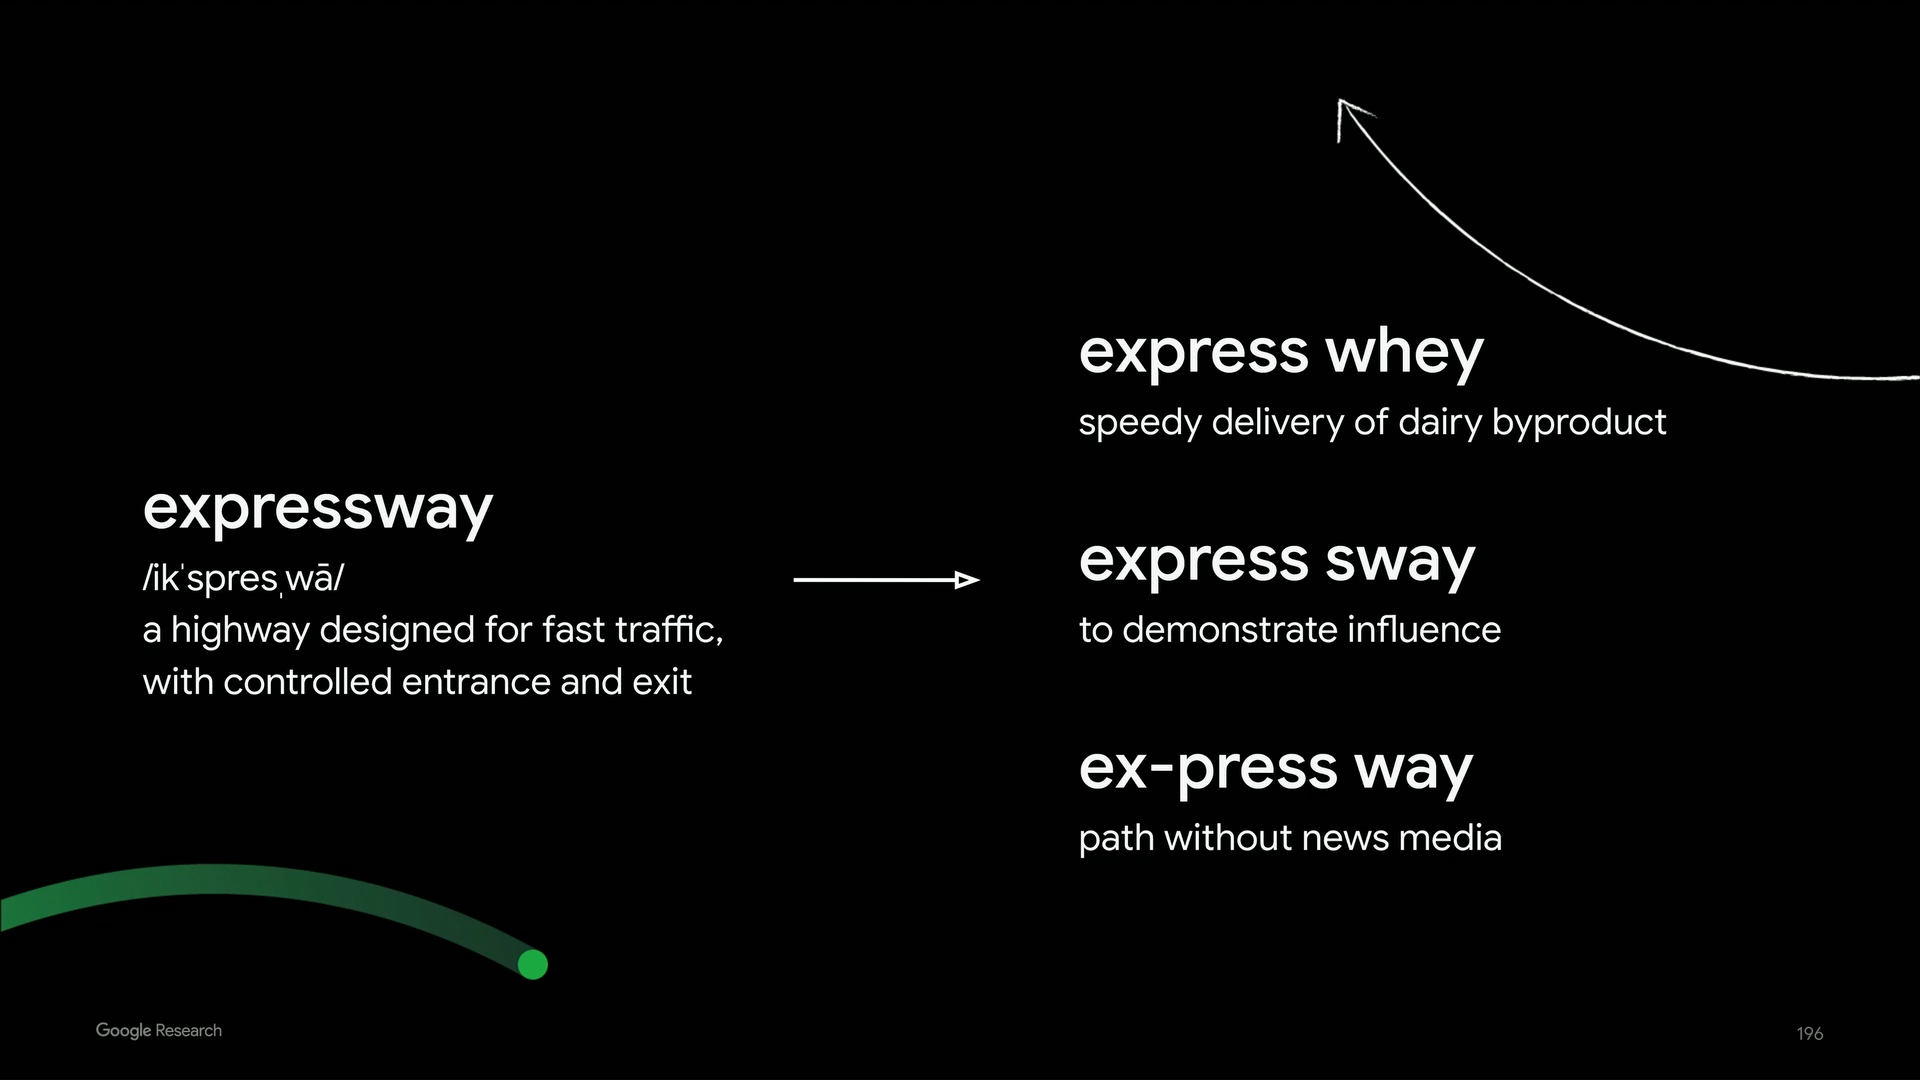 expressway
/ikˈspresˌwā/
a highway designed for fast traffic,
with controlled entrance and exit
express whey
speedy delivery of dairy byproduct
express sway
to demonstrate influence
ex-press way
path without news media
Google Research
196